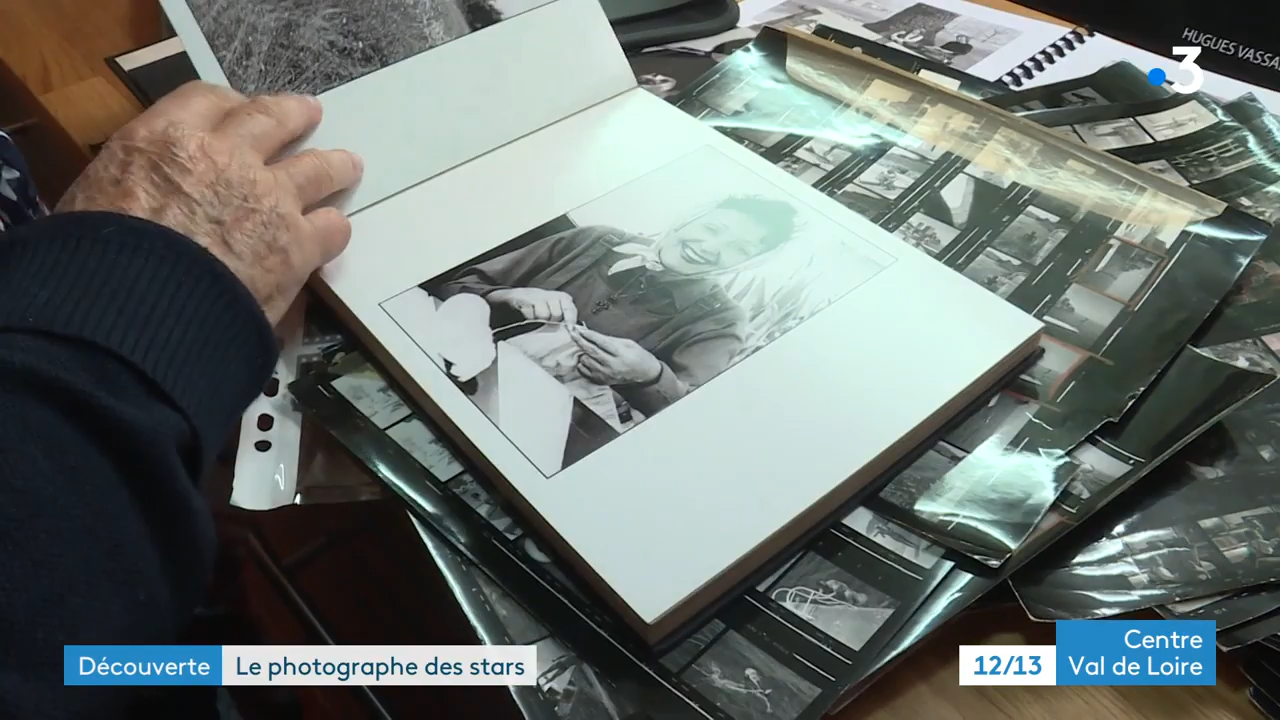 HUGUES VASSA
3
Découverte
Le photographe des stars
12/13
Centre
Val de Loire